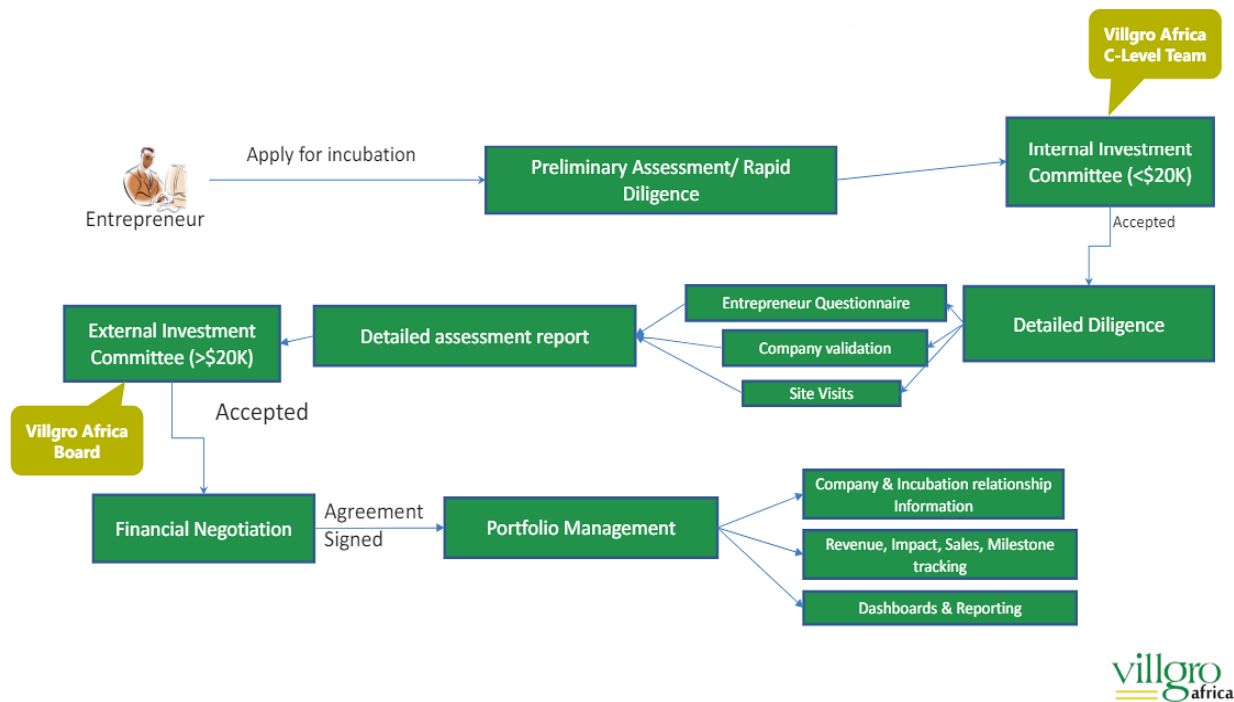 Villgro Africa
C-Level Team
Apply for incubation
Entrepreneur
Preliminary Assessment/ Rapid
Diligence
Internal Investment
Committee (<$20K)
Accepted
Detailed Diligence
Entrepreneur Questionnaire
Company validation
Site Visits
Detailed assessment report
External Investment
Committee (>$20K)
Villgro Africa
Board
Accepted
Financial Negotiation
Agreement
Signed
Portfolio Management
Company & Incubation relationship
Information
Revenue, Impact, Sales, Milestone
tracking
Dashboards & Reporting
villgro
africa